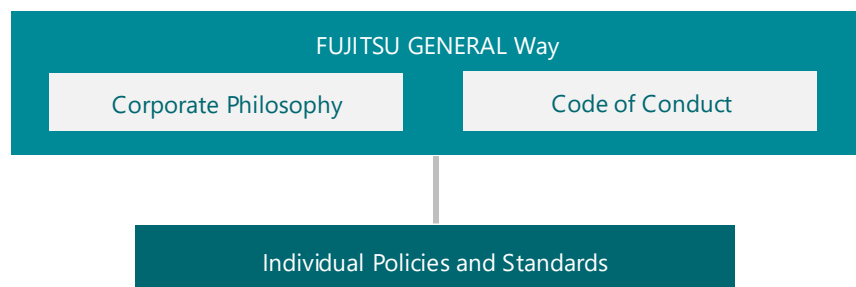 FUJITSU GENERAL Way
Corporate Philosophy
Code of Conduct
Individual Policies and Standards